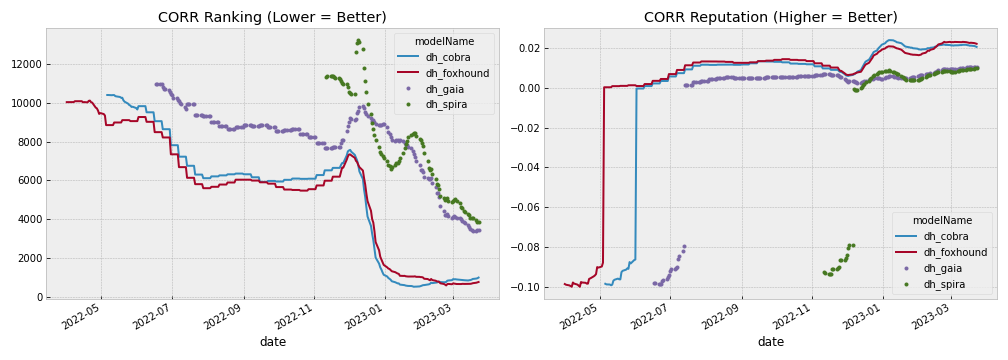 CORR Ranking (Lower = Better)
modelName
dh_cobra
dh_foxhound
dh_gaia
dh_spira
12000
10000
8000
6000
4000
2000
0
2022-05
2022-07
2022-09
2022-11
2023-01
2023-03
date
CORR Reputation (Higher = Better)
0.02
0.00
−0.02
−0.04
−0.06
−0.08
−0.10
modelName
dh_cobra
dh_foxhound
dh_gaia
dh_spira
2022-05
2022-07
2022-09
2022-11
2023-01
2023-03
date